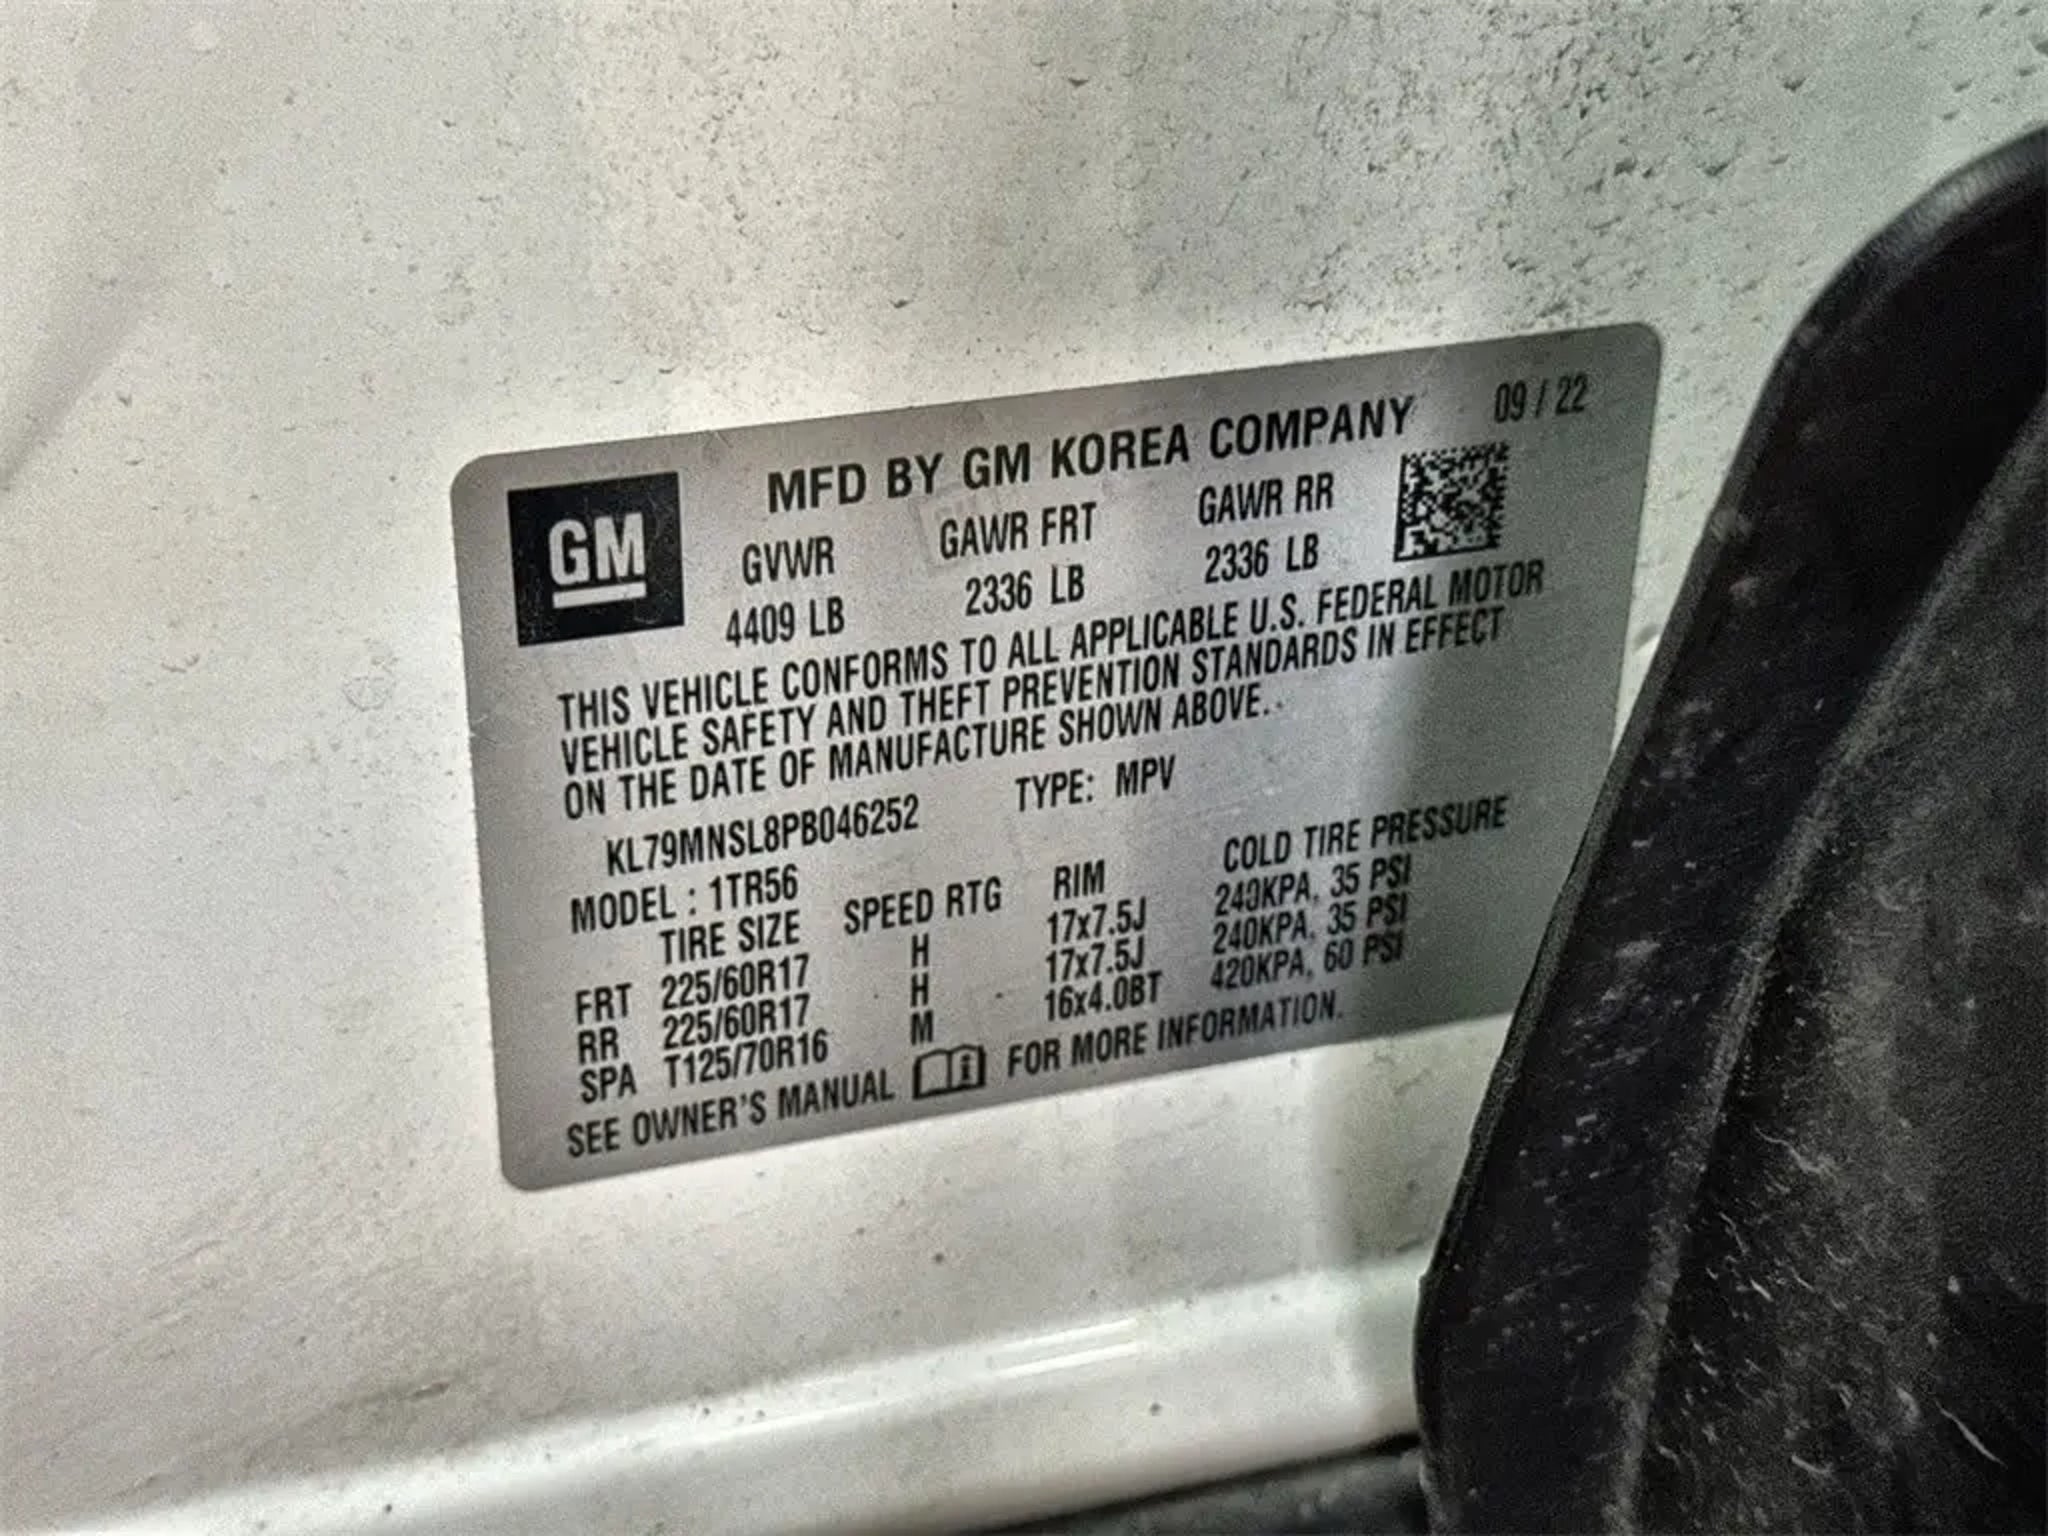 MFD BY GM KOREA COMPANY 09 / 22
GM
GVWR GAWR FRT GAWR RR
4409 LB 2336 LB 2336 LB
THIS VEHICLE CONFORMS TO ALL APPLICABLE U.S. FEDERAL MOTOR
VEHICLE SAFETY AND THEFT PREVENTION STANDARDS IN EFFECT
ON THE DATE OF MANUFACTURE SHOWN ABOVE.
KL79MNSL8PB046252 TYPE: MPV
MODEL : 1TR56
TIRE SIZE SPEED RTG RIM COLD TIRE PRESSURE
FRT 225/60R17 H 17x7.5J 240KPA, 35 PSI
RR 225/60R17 H 17x7.5J 240KPA, 35 PSI
SPA T125/70R16 M 16x4.0BT 420KPA, 60 PSI
SEE OWNER'S MANUAL FOR MORE INFORMATION.